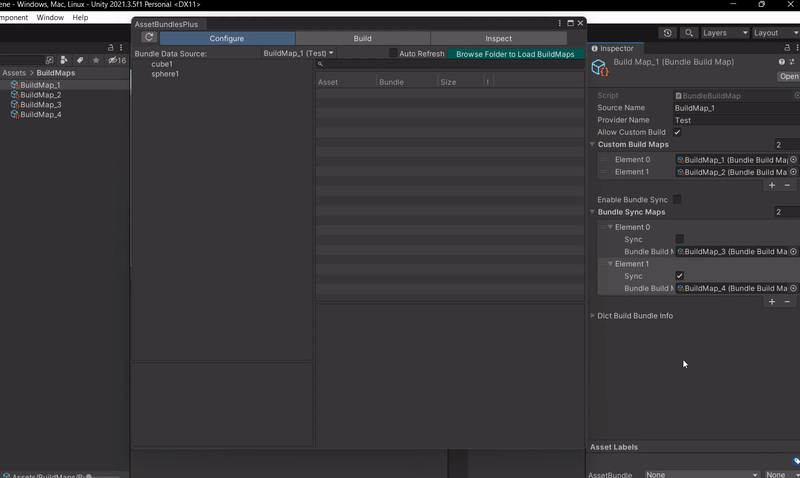 ene - Windows, Mac, Linux - Unity 2021.3.5f1 Personal <DX11>
mponent Window Help
Layers Layout
16
Assets > BuildMaps
BuildMap_1
BuildMap_2
BuildMap_3
BuildMap_4
AssetBundlesPlus
Configure Build Inspect
Bundle Data Source: BuildMap_1 (Test) Auto Refresh Browse Folder to Load BuildMaps
cube1
sphere1
Asset Bundle Size !
Inspector
Build Map_1 (Bundle Build Map)
Open
Script BundleBuildMap
Source Name BuildMap_1
Provider Name Test
Allow Custom Build
Custom Build Maps 2
Element 0 BuildMap_1 (Bundle Build Ma
Element 1 BuildMap_2 (Bundle Build Ma
+ −
Enable Bundle Sync
Bundle Sync Maps 2
Element 0
Sync
Bundle Build M BuildMap_3 (Bundle Build Ma
Element 1
Sync
Bundle Build M BuildMap_4 (Bundle Build Ma
+ −
Dict Build Bundle Info
Asset Labels
AssetBundle None None